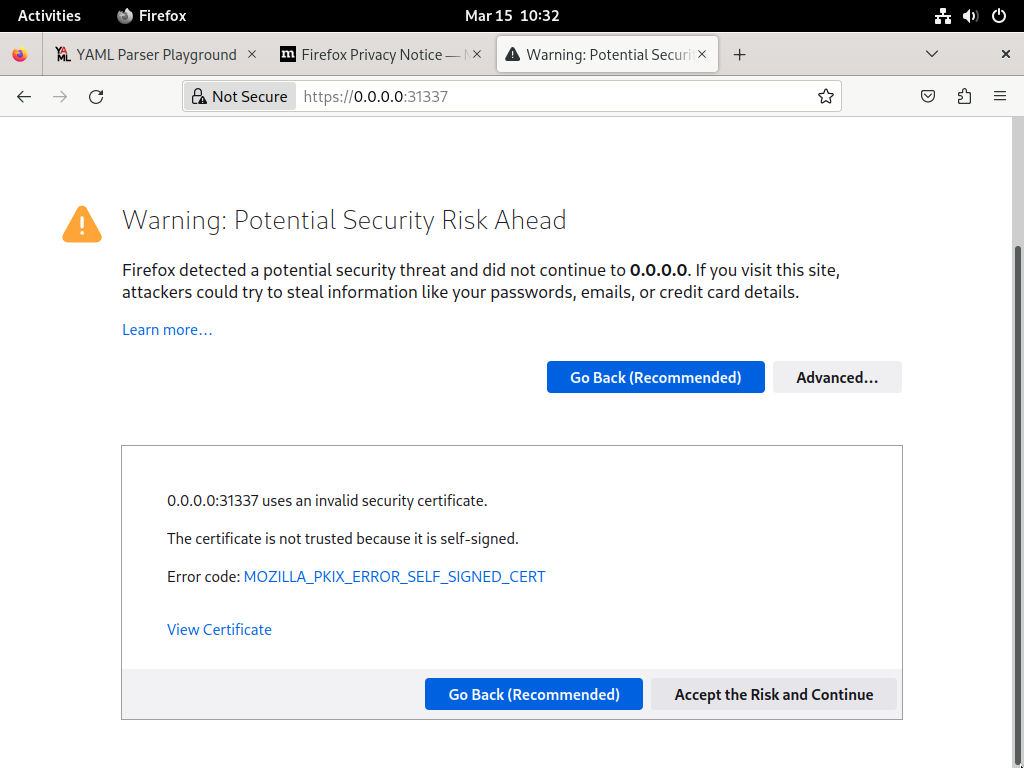 Activities Firefox Mar 15 10:32
YAML Parser Playground Firefox Privacy Notice — Warning: Potential Securi
Not Secure https://0.0.0.0:31337
Warning: Potential Security Risk Ahead
Firefox detected a potential security threat and did not continue to 0.0.0.0. If you visit this site,
attackers could try to steal information like your passwords, emails, or credit card details.
Learn more…
Go Back (Recommended) Advanced…
0.0.0.0:31337 uses an invalid security certificate.
The certificate is not trusted because it is self-signed.
Error code: MOZILLA_PKIX_ERROR_SELF_SIGNED_CERT
View Certificate
Go Back (Recommended) Accept the Risk and Continue